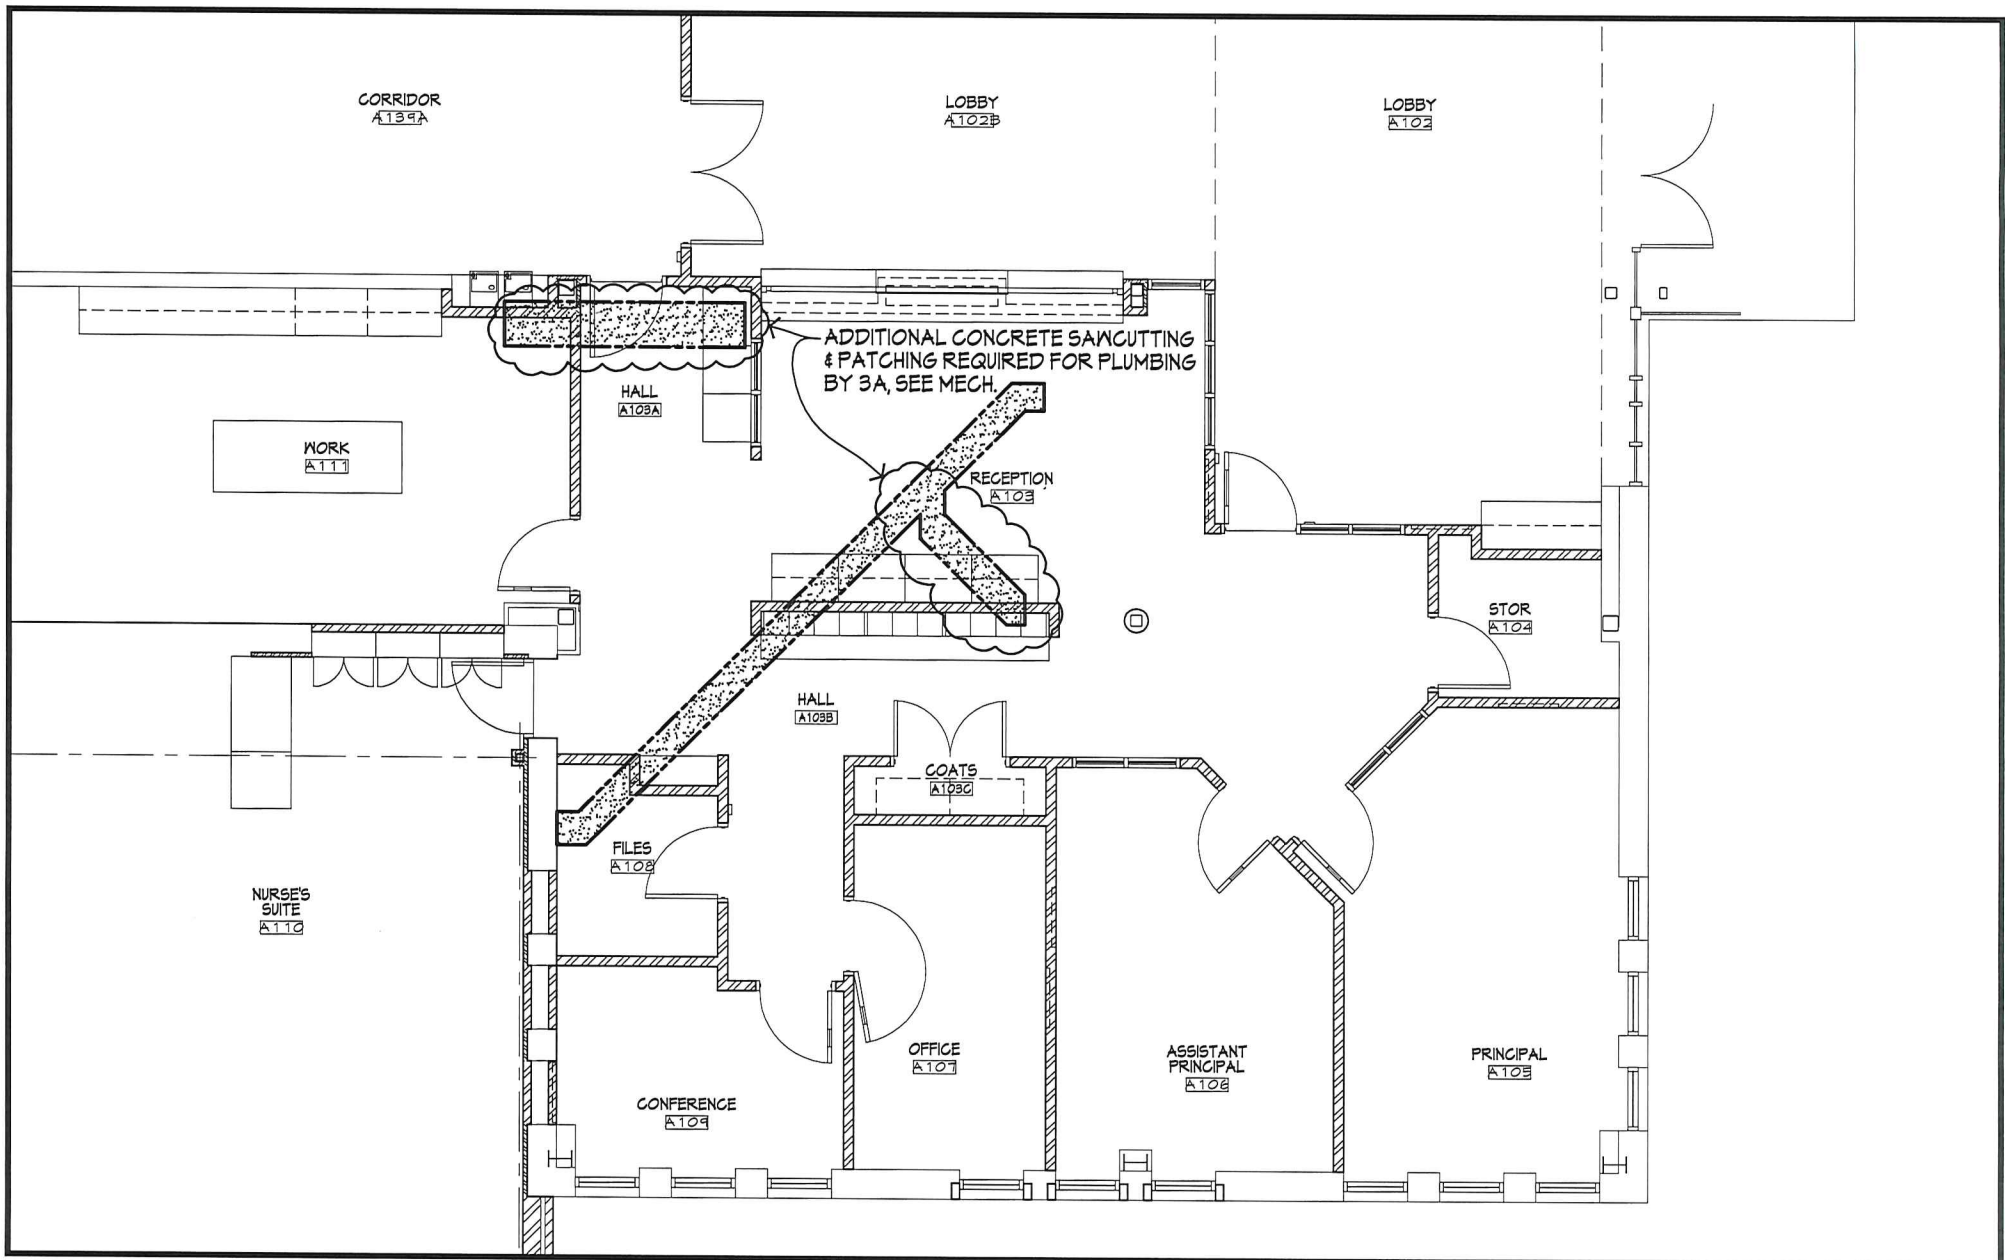 CORRIDOR
A139A
LOBBY
A102B
LOBBY
A102
ADDITIONAL CONCRETE SAWCUTTING
& PATCHING REQUIRED FOR PLUMBING
BY 3A, SEE MECH.
HALL
A103A
WORK
A111
RECEPTION
A103
STOR
A104
HALL
A103B
COATS
A103C
FILES
A108
NURSE'S
SUITE
A110
OFFICE
A107
ASSISTANT
PRINCIPAL
A106
PRINCIPAL
A105
CONFERENCE
A109